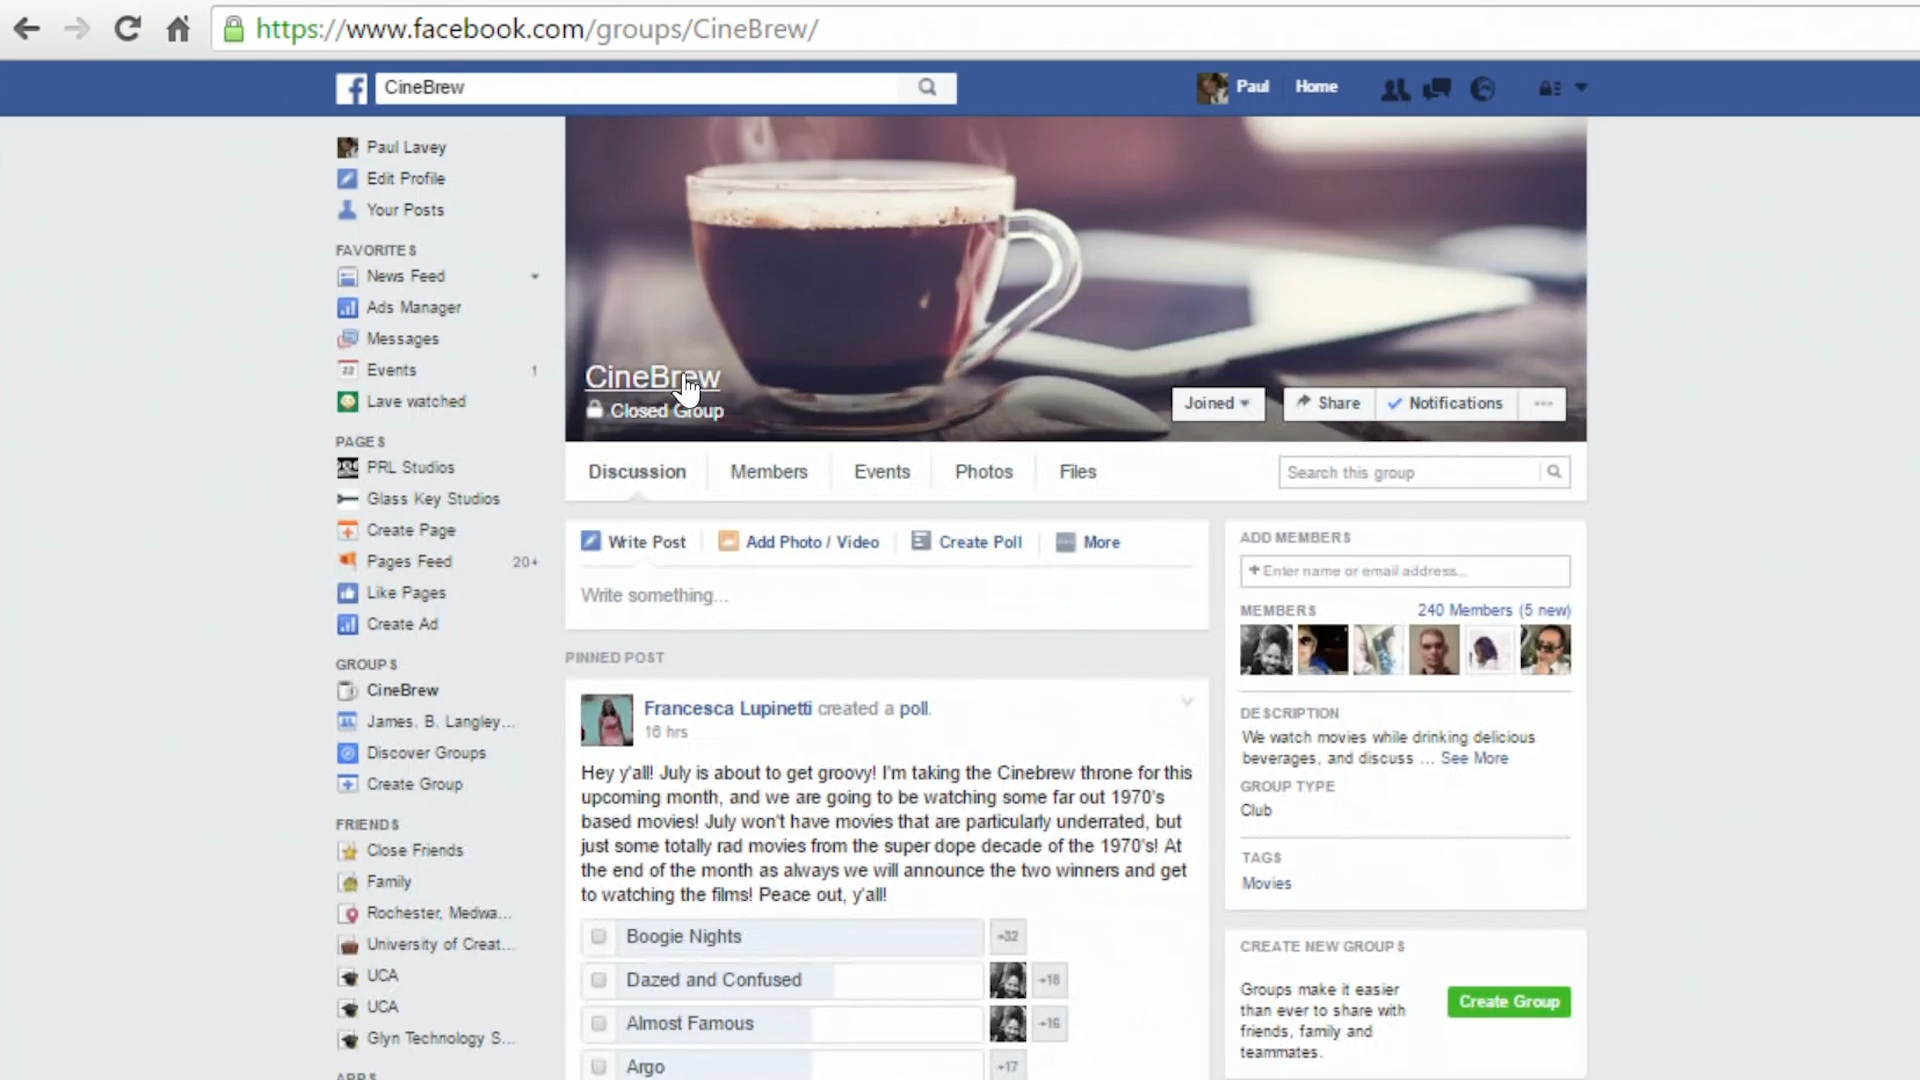 https://www.facebook.com/groups/CineBrew/
CineBrew
Paul
Home
Paul Lavey
Edit Profile
Your Posts
FAVORITES
News Feed
Ads Manager
Messages
Events 1
Lave watched
PAGES
PRL Studios
Glass Key Studios
Create Page
Pages Feed 20+
Like Pages
Create Ad
GROUPS
CineBrew
James. B. Langley...
Discover Groups
Create Group
FRIENDS
Close Friends
Family
Rochester, Medwa...
University of Creat...
UCA
UCA
Glyn Technology S...
APPS
CineBrew
Closed Group
Joined
Share
Notifications
Discussion
Members
Events
Photos
Files
Search this group
Write Post
Add Photo / Video
Create Poll
More
Write something...
PINNED POST
Francesca Lupinetti created a poll.
16 hrs
Hey y'all! July is about to get groovy! I'm taking the Cinebrew throne for this
upcoming month, and we are going to be watching some far out 1970's
based movies! July won't have movies that are particularly underrated, but
just some totally rad movies from the super dope decade of the 1970's! At
the end of the month as always we will announce the two winners and get
to watching the films! Peace out, y'all!
Boogie Nights +32
Dazed and Confused +18
Almost Famous +16
Argo +17
ADD MEMBERS
+ Enter name or email address...
MEMBERS 240 Members (5 new)
DESCRIPTION
We watch movies while drinking delicious
beverages, and discuss ... See More
GROUP TYPE
Club
TAGS
Movies
CREATE NEW GROUPS
Groups make it easier
than ever to share with
friends, family and
teammates.
Create Group